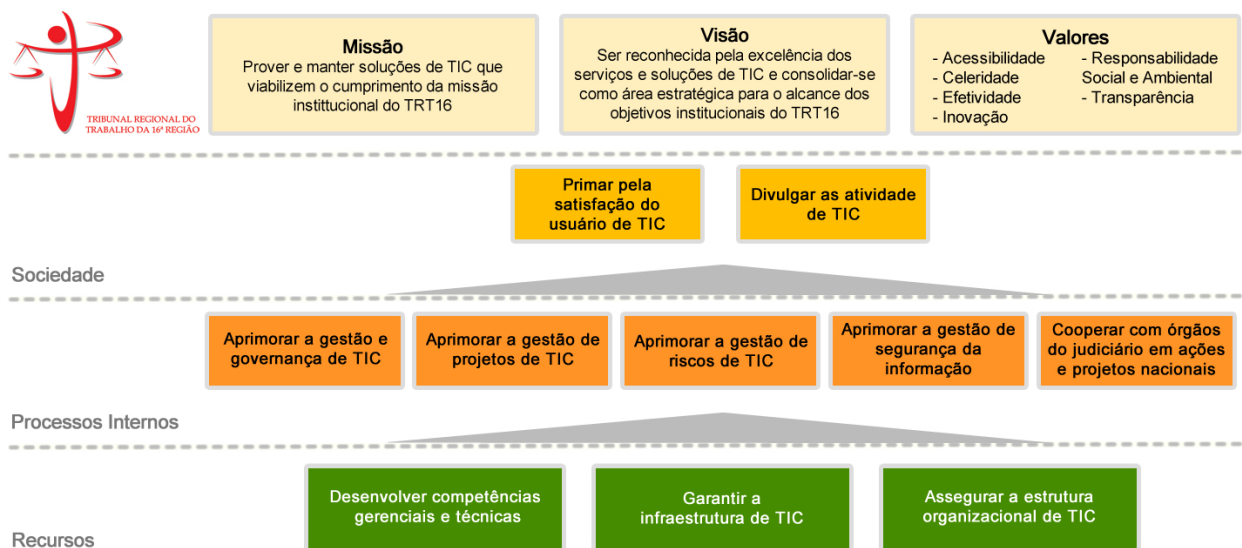 TRIBUNAL REGIONAL DO
TRABALHO DA 16ª REGIÃO
Missão
Prover e manter soluções de TIC que
viabilizem o cumprimento da missão
instittucional do TRT16
Visão
Ser reconhecida pela excelência dos
serviços e soluções de TIC e consolidar-se
como área estratégica para o alcance dos
objetivos institucionais do TRT16
Valores
- Acessibilidade
- Celeridade
- Efetividade
- Inovação
- Responsabilidade
Social e Ambiental
- Transparência
Primar pela
satisfação do
usuário de TIC
Divulgar as atividade
de TIC
Sociedade
Aprimorar a gestão e
governança de TIC
Aprimorar a gestão de
projetos de TIC
Aprimorar a gestão de
riscos de TIC
Aprimorar a gestão de
segurança da
informação
Cooperar com órgãos
do judiciário em ações
e projetos nacionais
Processos Internos
Desenvolver competências
gerenciais e técnicas
Garantir a
infraestrutura de TIC
Assegurar a estrutura
organizacional de TIC
Recursos